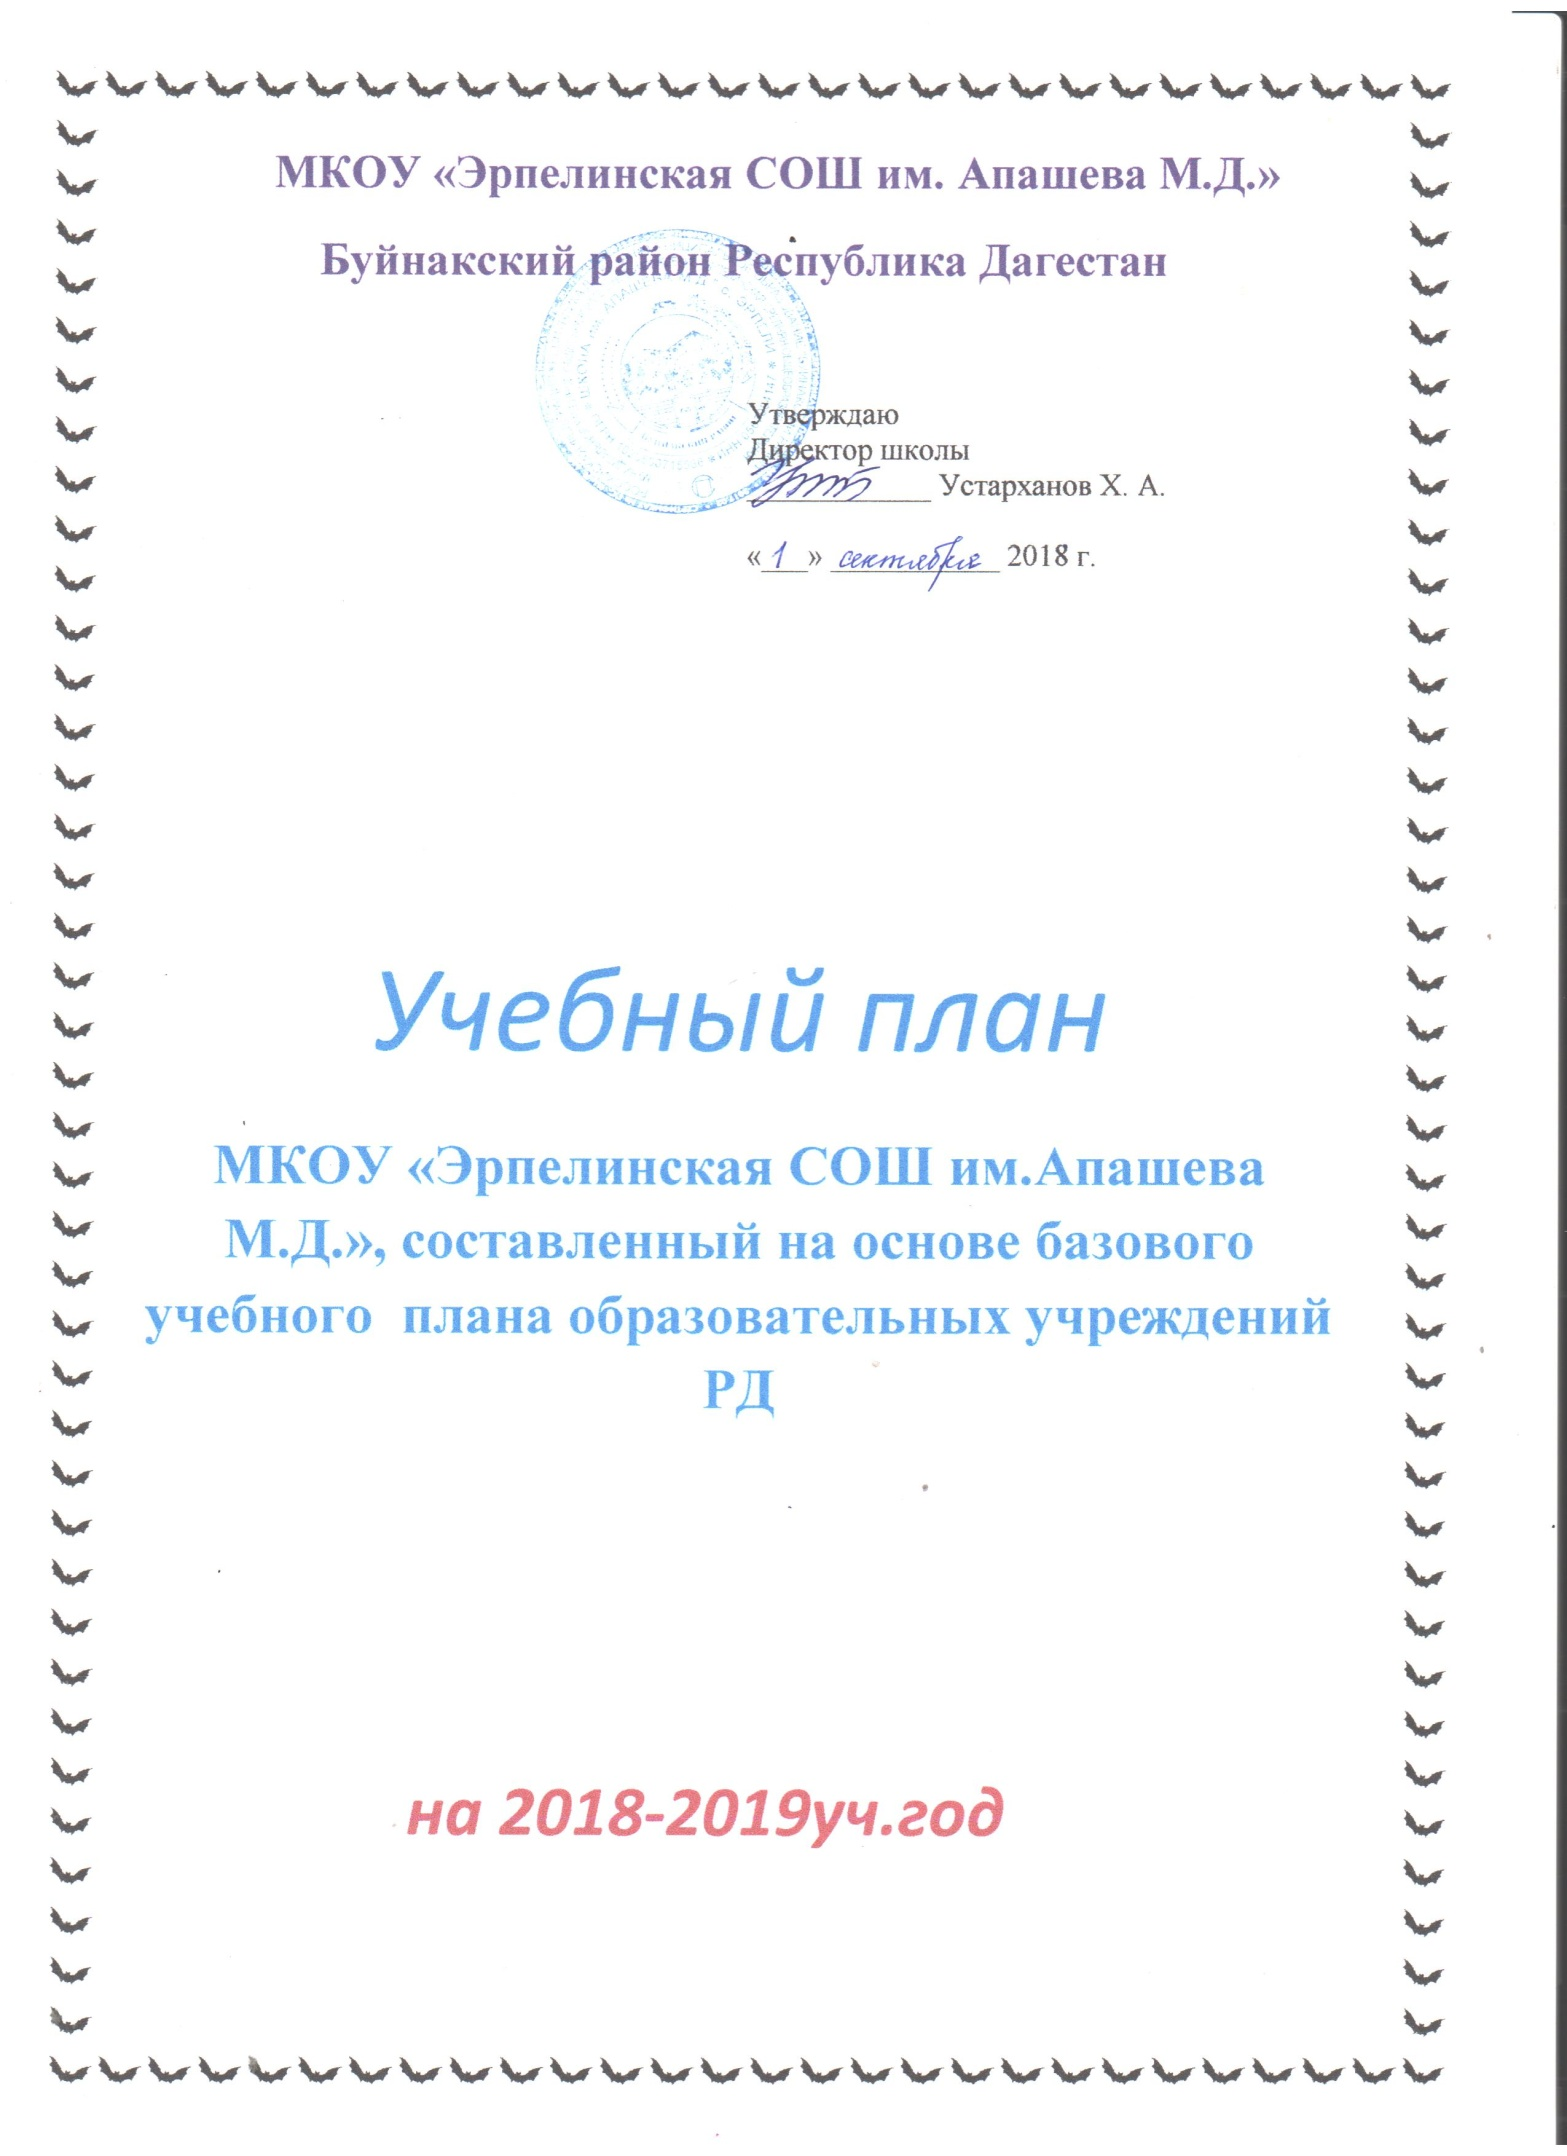 МКОУ «Эрпелинская СОШ им. Апашева М.Д.»
Буйнакский район Республика Дагестан
Утверждаю
Директор школы
____________ Устарханов Х. А.
«1» сентября 2018 г.
Учебный план
МКОУ «Эрпелинская СОШ им.Апашева
М.Д.», составленный на основе базового
учебного плана образовательных учреждений
РД
на 2018-2019уч.год